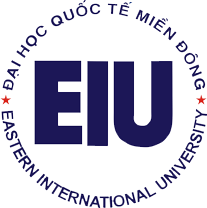 ĐẠI HỌC QUỐC TẾ MIỀN ĐÔNG
EIU
EASTERN INTERNATIONAL UNIVERSITY